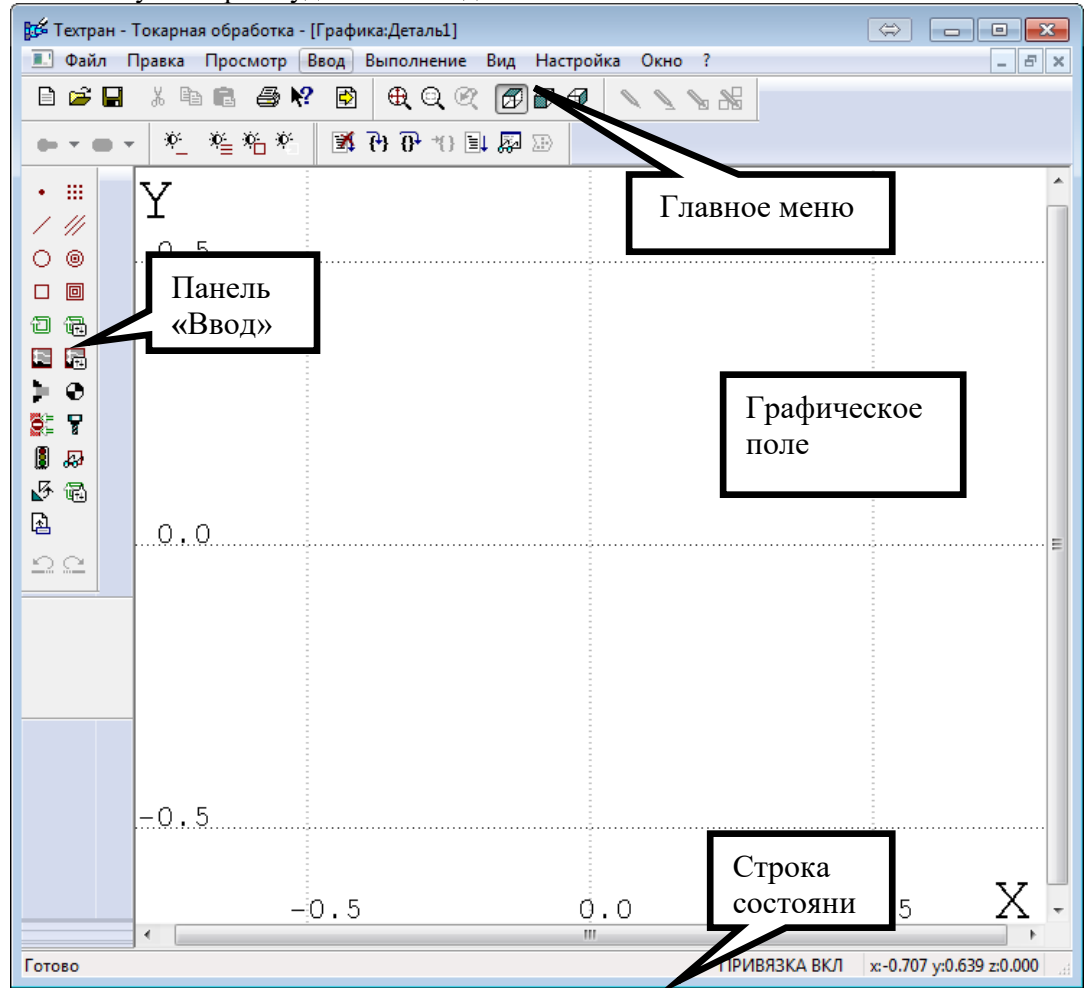 Техтран - Токарная обработка - [Графика:Деталь1]
Файл Правка Просмотр Ввод Выполнение Вид Настройка Окно ?
Главное меню
Y
0.5
Панель
«Ввод»
Графическое
поле
0.0
-0.5
Строка
состояни
-0.5 0.0 5 X
Готово ПРИВЯЗКА ВКЛ x:-0.707 y:0.639 z:0.000